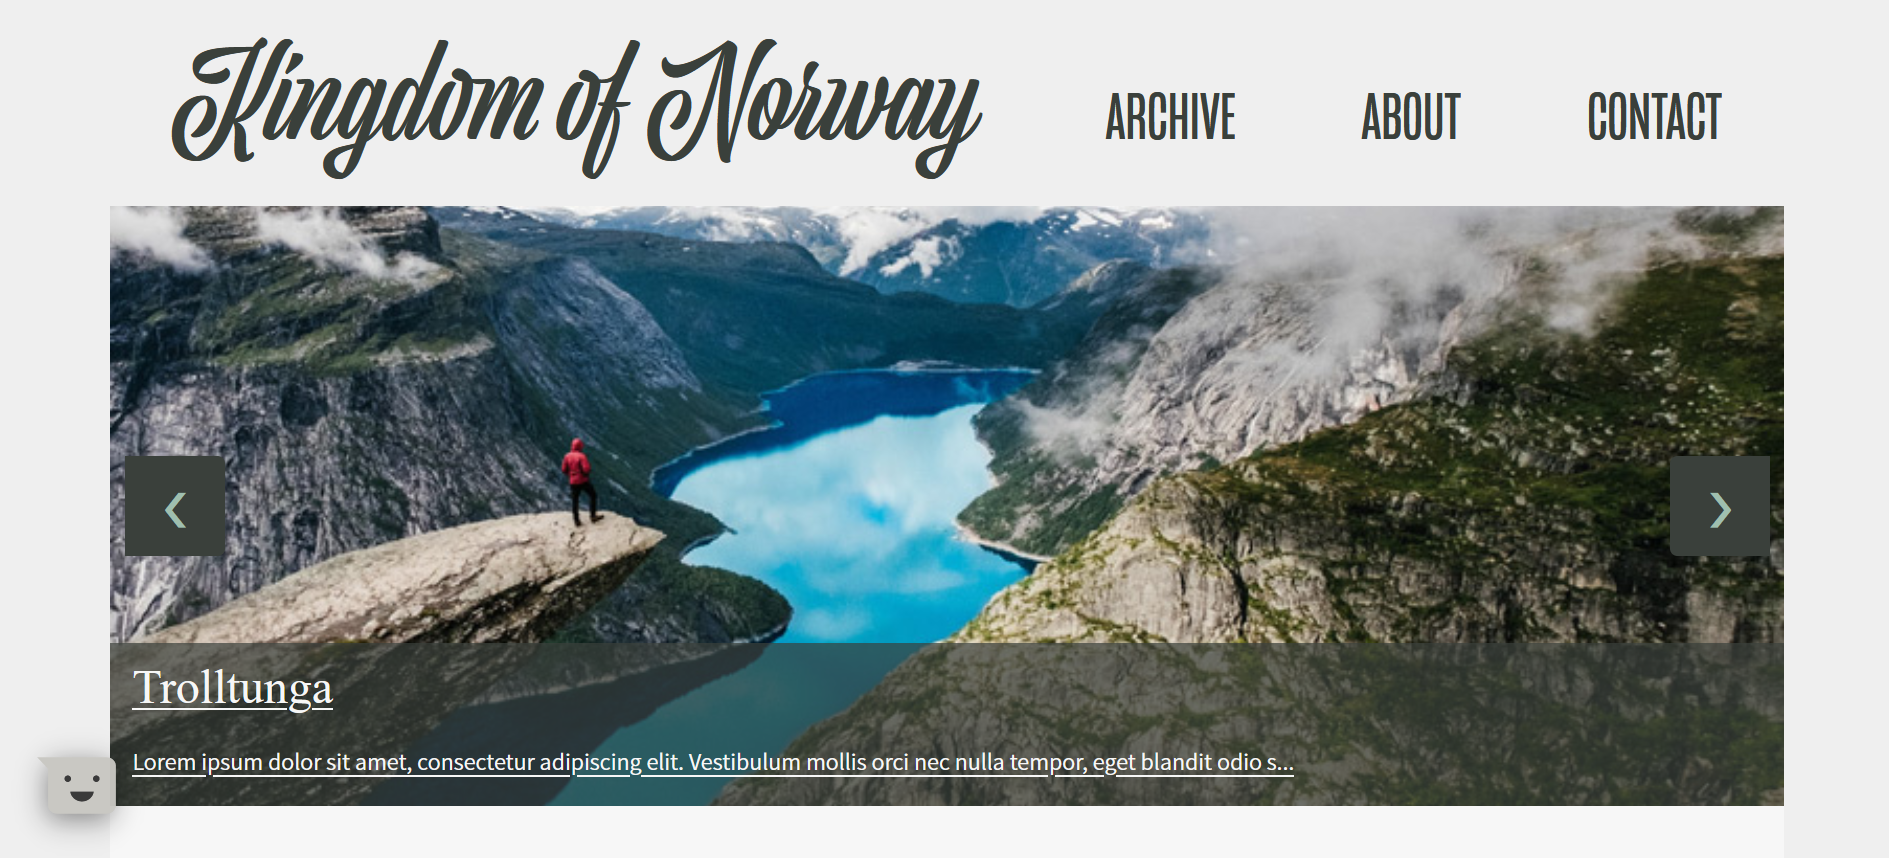 Kingdom of Norway
ARCHIVE ABOUT CONTACT
Trolltunga
Lorem ipsum dolor sit amet, consectetur adipiscing elit. Vestibulum mollis orci nec nulla tempor, eget blandit odio s...